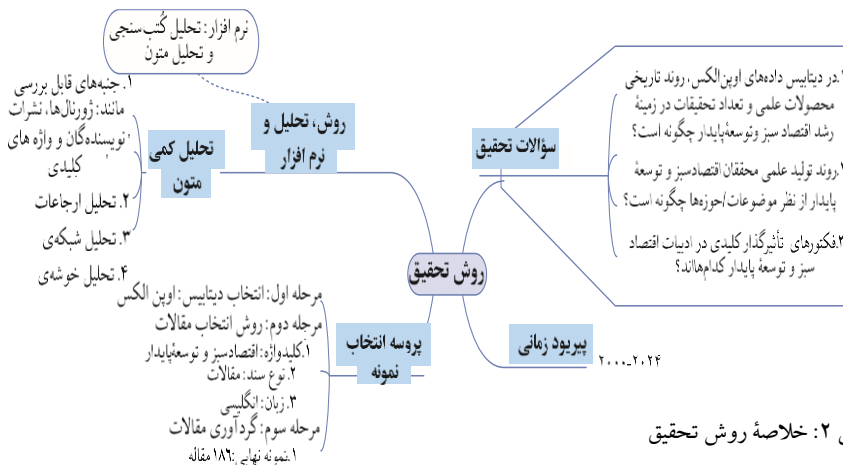 نرم افزار: تحلیل کُتب‌سنجی
و تحلیل متون
روش، تحلیل و
نرم افزار
تحلیل کمی
متون
۱. جنبه‌های قابل بررسی
مانند: ژورنال‌ها، نشرات
نویسنده‌گان و واژه های
کلیدی
۲. تحلیل ارجاعات
۳. تحلیل شبکه‌ی
۴. تحلیل خوشه‌ی
سؤالات تحقیق
۱.در دیتابیس داده‌های اوپن‌الکس، روند تاریخی
محصولات علمی و تعداد تحقیقات در زمینهٔ
رشد اقتصاد سبز وتوسعهٔ‌پایدار چگونه است؟
روند تولید علمی محققان‌اقتصادسبز و توسعهٔ
پایدار از نظر موضوعات/حوزه‌ها چگونه است؟
فکتورهای تأثیرگذار کلیدی در ادبیات اقتصاد
سبز و توسعهٔ پایدار کدام‌هااند؟
روش تحقیق
پروسه انتخاب
نمونه
مرحله اول: انتخاب دیتابیس: اوپن الکس
مرحله دوم: روش انتخاب مقالات
۱.کلیدواژه: اقتصادسبز و توسعهٔ‌پایدار
۲. نوع سند: مقالات
۳. زبان: انگلیسی
مرحله سوم: گردآوری مقالات
۱.نمونه نهایی:۱۸۶ مقاله
پیریود زمانی
۲۰۰۰-۲۰۲۴
۲: خلاصهٔ روش تحقیق